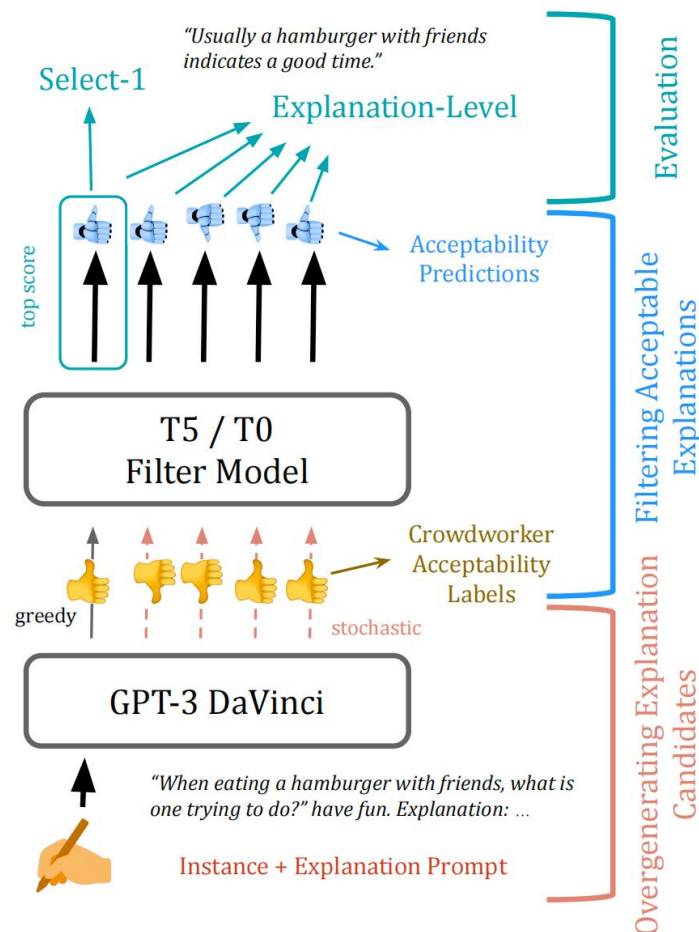 “Usually a hamburger with friends
indicates a good time.”
Select-1
Explanation-Level
Evaluation
top score
Acceptability
Predictions
Filtering Acceptable
Explanations
T5 / T0
Filter Model
Crowdworker
Acceptability
Labels
greedy
stochastic
Overgenerating Explanation
Candidates
GPT-3 DaVinci
“When eating a hamburger with friends, what is
one trying to do?” have fun. Explanation: ...
Instance + Explanation Prompt